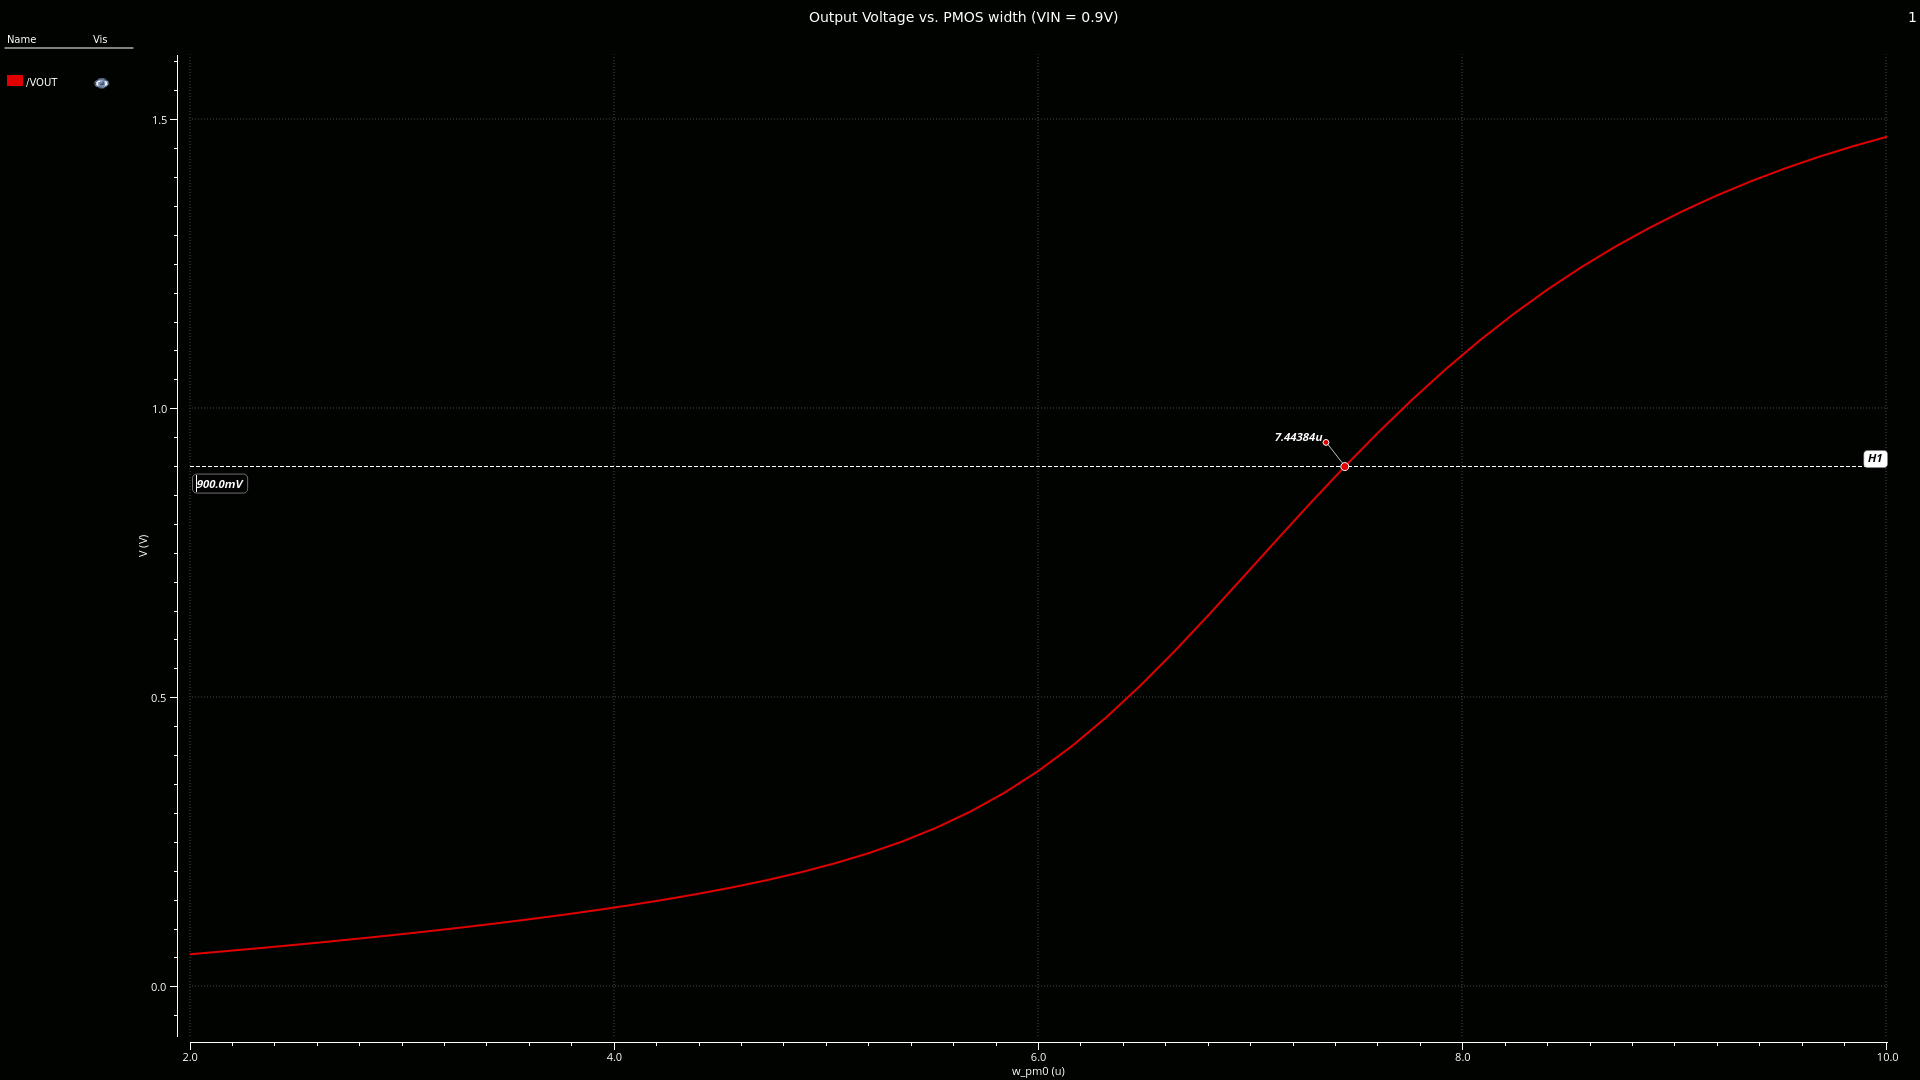 Output Voltage vs. PMOS width (VIN = 0.9V)
1
Name Vis
/VOUT
1.5
1.0
7.44384u
H1
900.0mV
V (V)
0.5
0.0
2.0 4.0 6.0 8.0 10.0
w_pm0 (u)